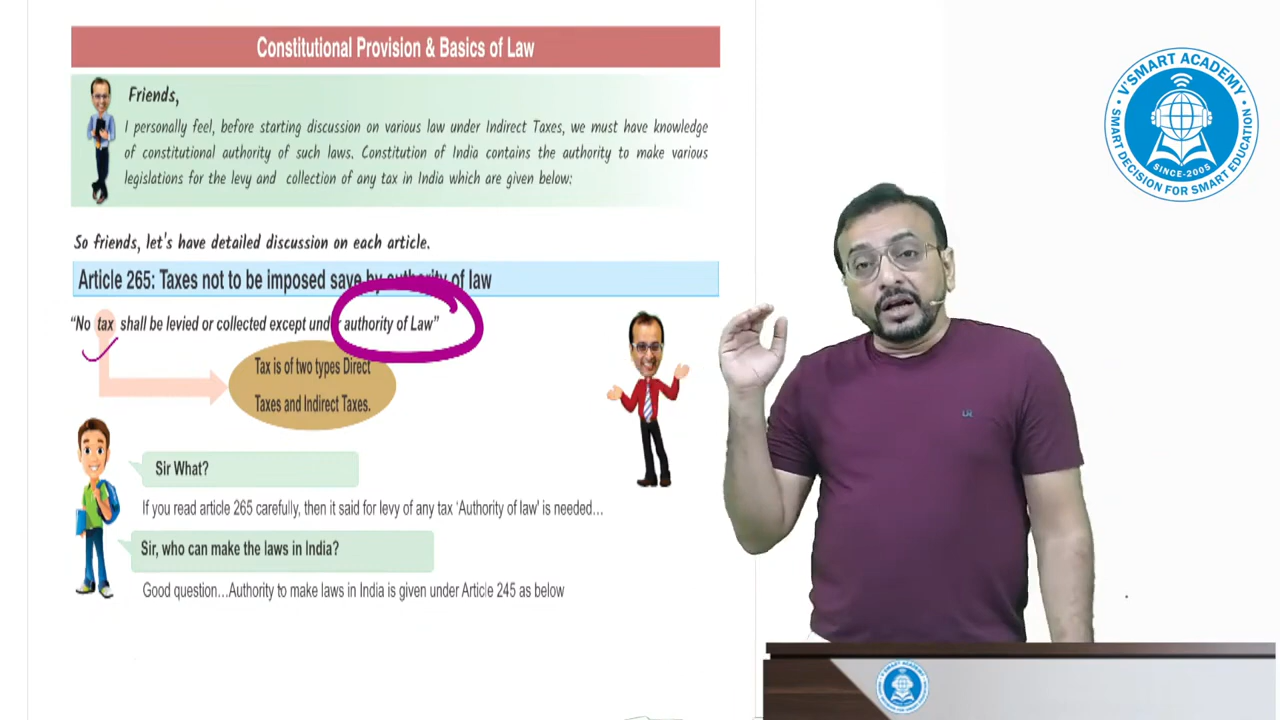 Constitutional Provision & Basics of Law
Friends,
I personally feel, before starting discussion on various law under Indirect Taxes, we must have knowledge
of constitutional authority of such laws. Constitution of India contains the authority to make various
legislations for the levy and collection of any tax in India which are given below:
So friends, let's have detailed discussion on each article.
Article 265: Taxes not to be imposed save by authority of law
“No tax shall be levied or collected except under authority of Law”
Tax is of two types Direct
Taxes and Indirect Taxes.
Sir What?
If you read article 265 carefully, then it said for levy of any tax 'Authority of law' is needed...
Sir, who can make the laws in India?
Good question...Authority to make laws in India is given under Article 245 as below
V'SMART ACADEMY
SINCE-2005
SMART DECISION FOR SMART EDUCATION